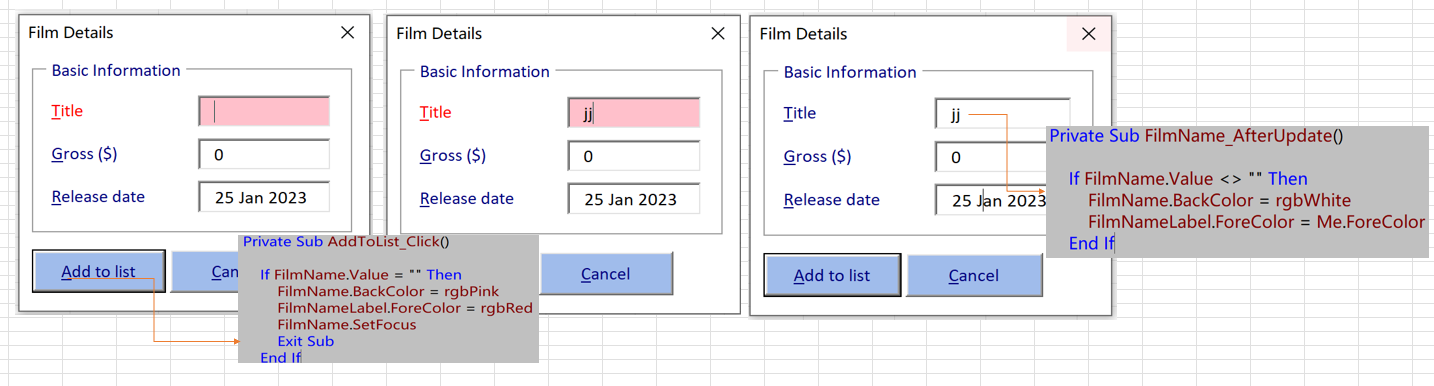 Film Details
Basic Information
Title
Gross ($)
0
Release date
25 Jan 2023
Add to list
Private Sub AddToList_Click()
If FilmName.Value = "" Then
FilmName.BackColor = rgbPink
FilmNameLabel.ForeColor = rgbRed
FilmName.SetFocus
Exit Sub
End If
Film Details
Basic Information
Title
jj
Gross ($)
0
Release date
25 Jan 2023
Cancel
Film Details
Basic Information
Title
jj
Gross ($)
0
Release date
25 Jan 2023
Add to list
Cancel
Private Sub FilmName_AfterUpdate()
If FilmName.Value <> "" Then
FilmName.BackColor = rgbWhite
FilmNameLabel.ForeColor = Me.ForeColor
End If